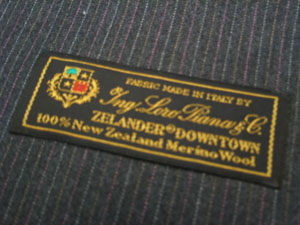 FABRIC MADE IN ITALY BY
Ing. Loro Piana & C.
ZELANDER® DOWNTOWN
100% New Zealand Merino Wool